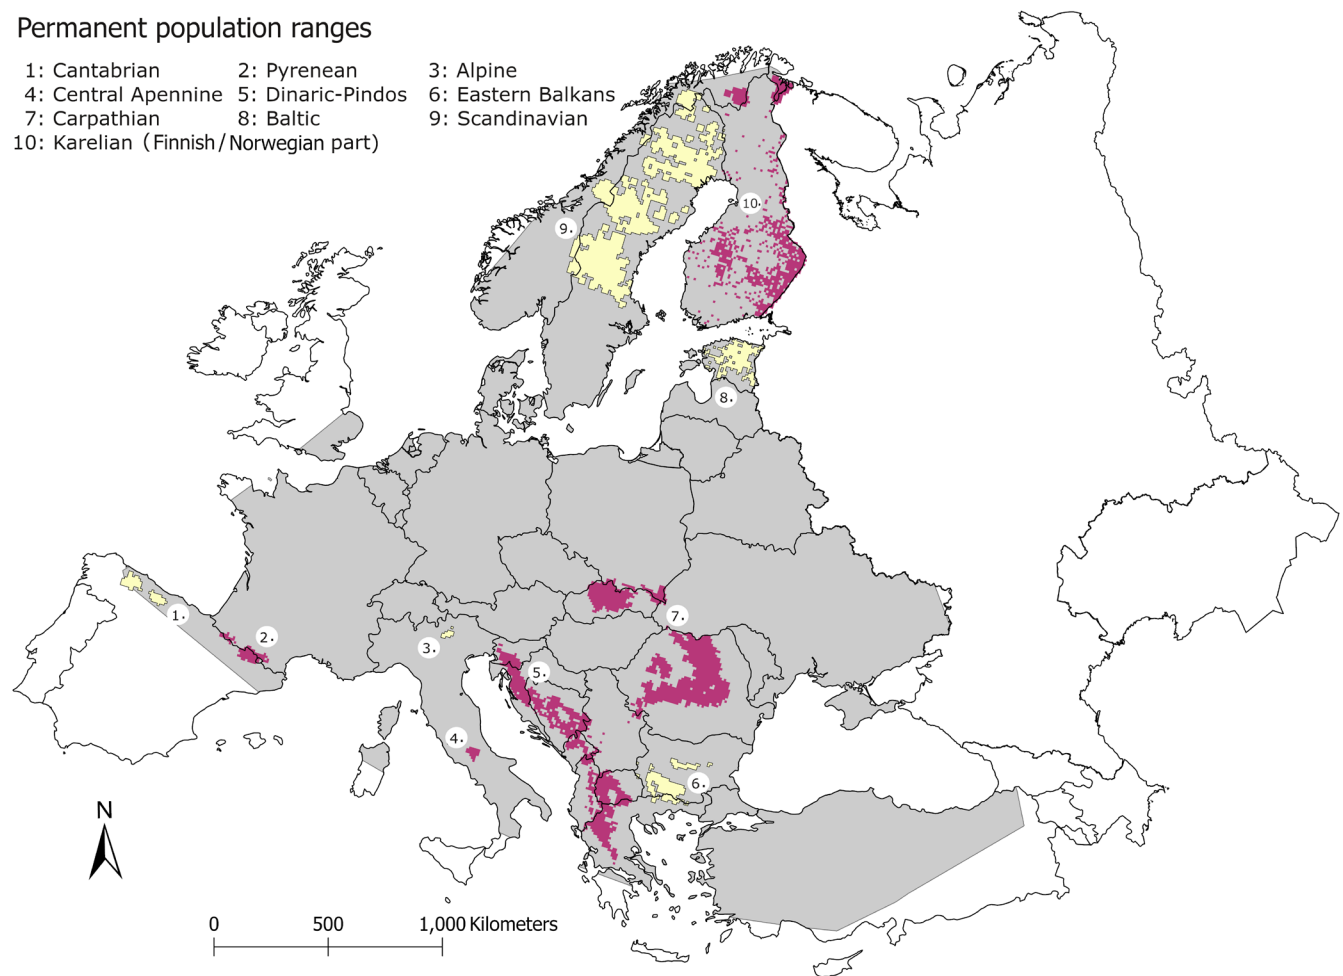 Permanent population ranges
1: Cantabrian 2: Pyrenean 3: Alpine
4: Central Apennine 5: Dinaric-Pindos 6: Eastern Balkans
7: Carpathian 8: Baltic 9: Scandinavian
10: Karelian (Finnish/Norwegian part)
10.
9.
8.
1.
2.
7.
3.
5.
4.
6.
N
0 500 1,000 Kilometers